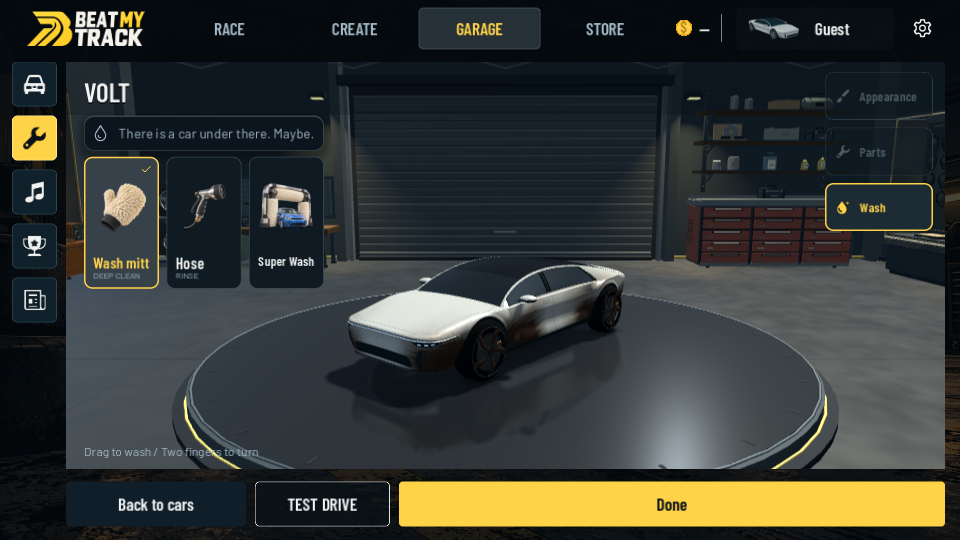 BEAT MY
TRACK
RACE
CREATE
GARAGE
STORE
$ –
Guest
VOLT
There is a car under there. Maybe.
Wash mitt
DEEP CLEAN
Hose
RINSE
Super Wash
Appearance
Parts
Wash
Drag to wash / Two fingers to turn
Back to cars
TEST DRIVE
Done